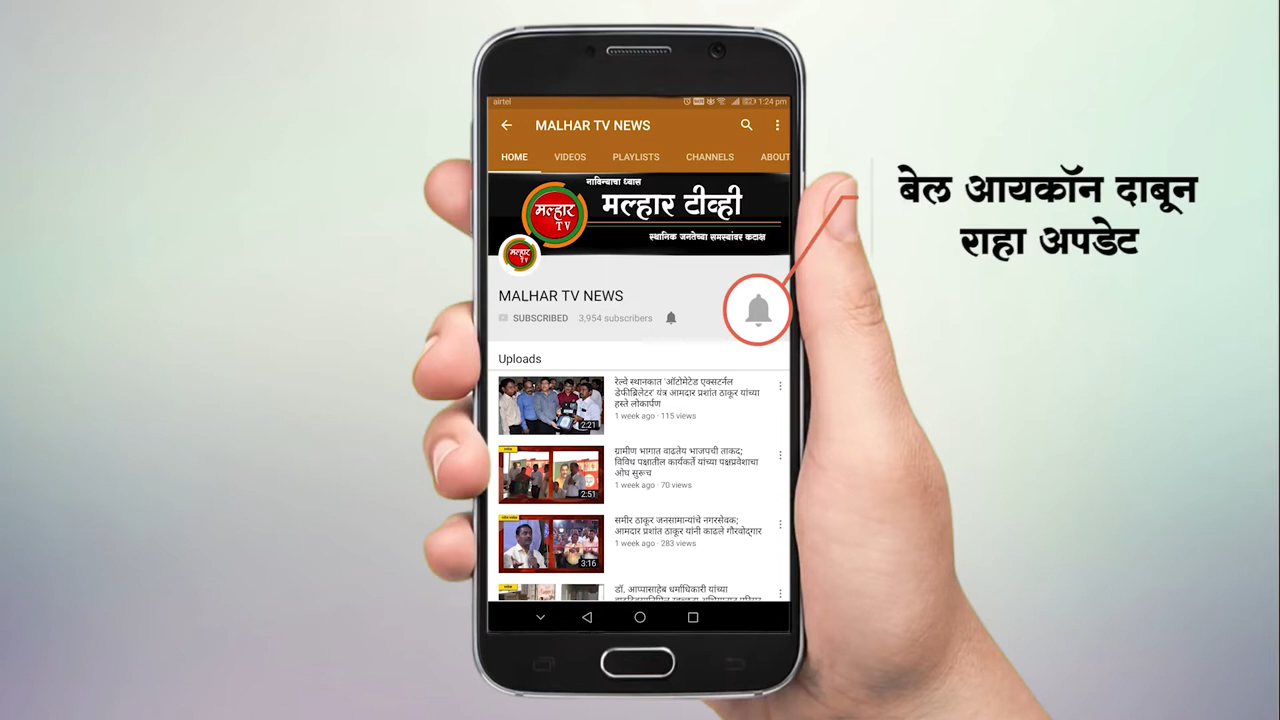 airtel
1:24 pm
MALHAR TV NEWS
HOME VIDEOS PLAYLISTS CHANNELS ABOUT
नाविन्याचा ध्यास
मल्हार टीव्ही
मल्हार
TV
स्थानिक जनतेच्या समस्यांवर कटाक्ष
मल्हार
TV
MALHAR TV NEWS
SUBSCRIBED 3,954 subscribers
बेल आयकॉन दाबून
राहा अपडेट
Uploads
रेल्वे स्थानकात 'ऑटोमेटेड एक्सटर्नल
डेफीब्रिलेटर' यंत्र आमदार प्रशांत ठाकूर यांच्या
हस्ते लोकार्पण
1 week ago · 115 views
2:21
ग्रामीण भागात वाढतेय भाजपची ताकद;
विविध पक्षातील कार्यकर्ते यांच्या पक्षप्रवेशाचा
ओघ सुरूच
1 week ago · 70 views
2:51
समीर ठाकूर जनसामान्यांचे नगरसेवक;
आमदार प्रशांत ठाकूर यांनी काढले गौरवोद्गार
1 week ago · 283 views
3:16
डॉ. आप्पासाहेब धर्माधिकारी यांच्या